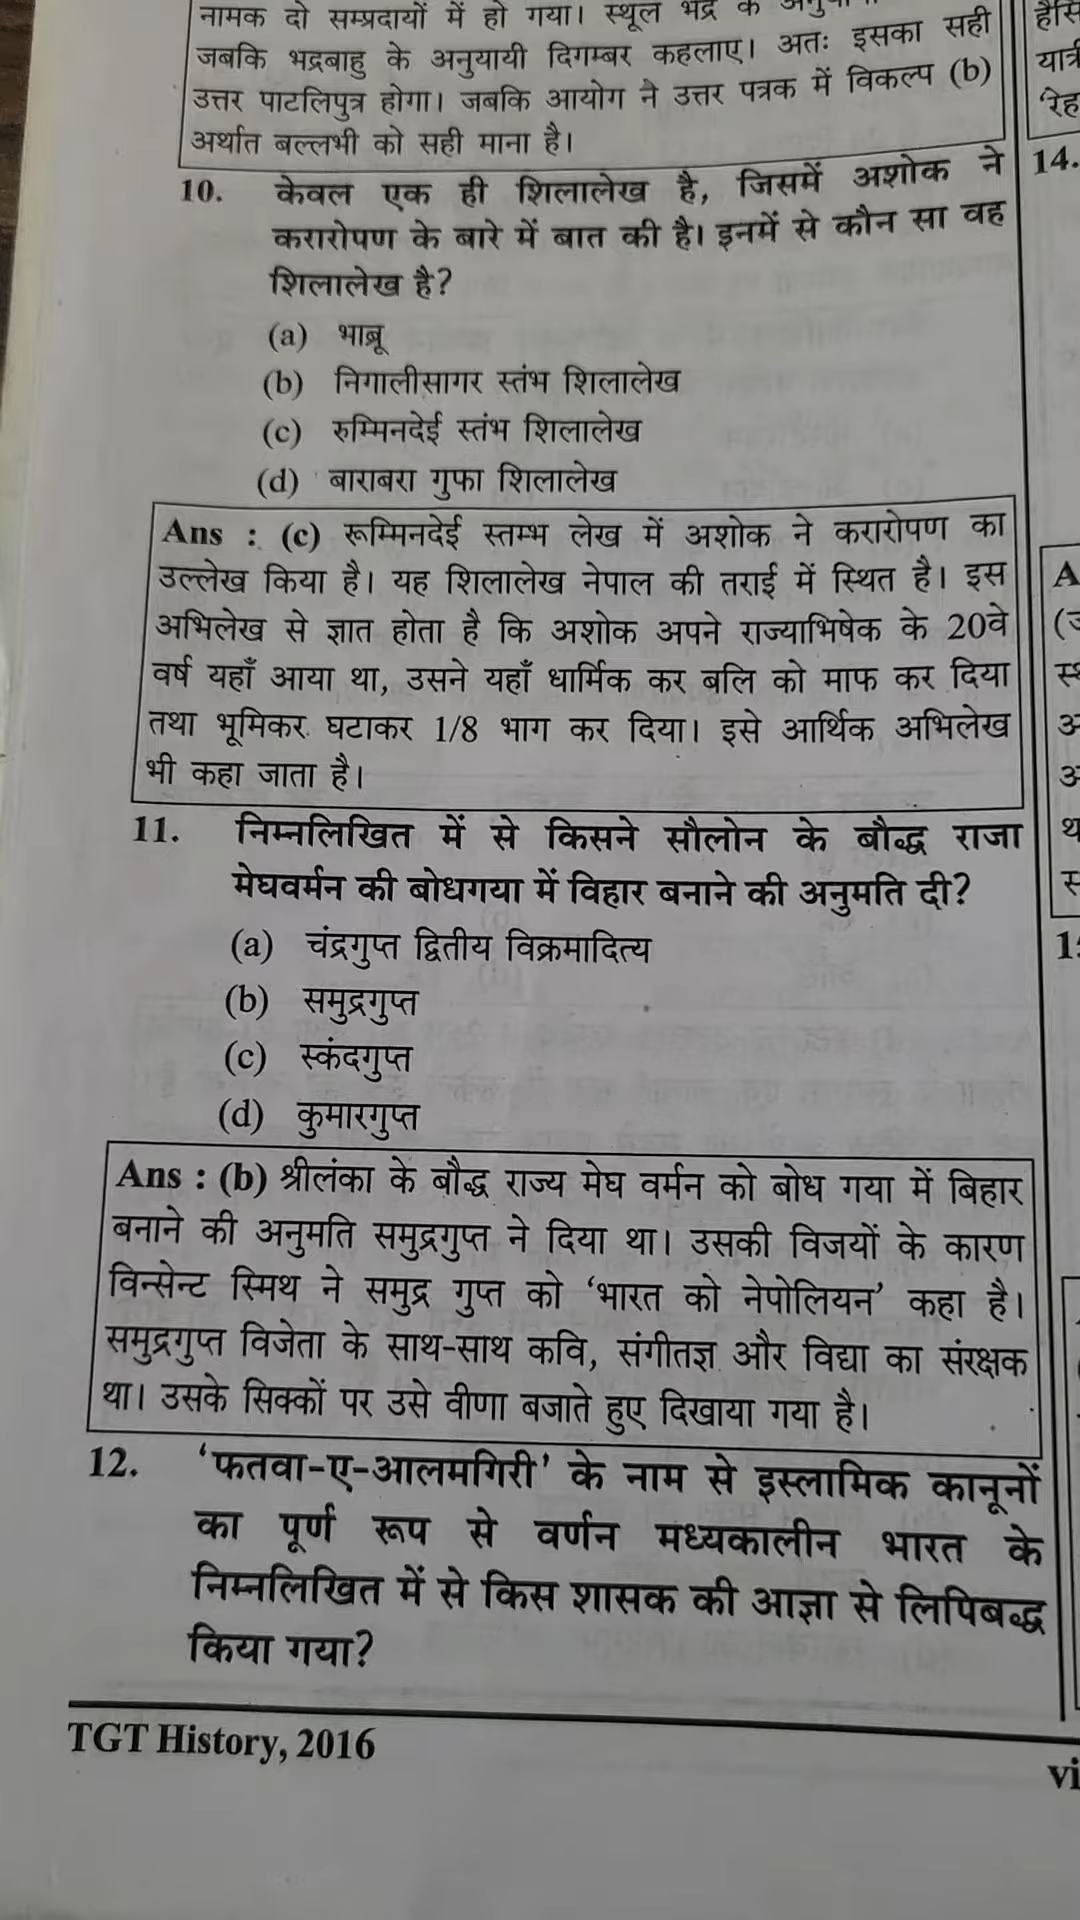 नामक दो सम्प्रदायों में हो गया। स्थूल भद्र के
जबकि भद्रबाहु के अनुयायी दिगम्बर कहलाए। अतः इसका सही
उत्तर पाटलिपुत्र होगा। जबकि आयोग ने उत्तर पत्रक में विकल्प (b)
अर्थात बल्लभी को सही माना है।
10. केवल एक ही शिलालेख है, जिसमें अशोक ने
करारोपण के बारे में बात की है। इनमें से कौन सा वह
शिलालेख है?
(a) भाब्रू
(b) निगालीसागर स्तंभ शिलालेख
(c) रुम्मिनदेई स्तंभ शिलालेख
(d) बाराबरा गुफा शिलालेख
Ans : (c) रूम्मिनदेई स्तम्भ लेख में अशोक ने करारोपण का
उल्लेख किया है। यह शिलालेख नेपाल की तराई में स्थित है। इस
अभिलेख से ज्ञात होता है कि अशोक अपने राज्याभिषेक के 20वे
वर्ष यहाँ आया था, उसने यहाँ धार्मिक कर बलि को माफ कर दिया
तथा भूमिकर घटाकर 1/8 भाग कर दिया। इसे आर्थिक अभिलेख
भी कहा जाता है।
11. निम्नलिखित में से किसने सौलोन के बौद्ध राजा
मेघवर्मन की बोधगया में विहार बनाने की अनुमति दी?
(a) चंद्रगुप्त द्वितीय विक्रमादित्य
(b) समुद्रगुप्त
(c) स्कंदगुप्त
(d) कुमारगुप्त
Ans : (b) श्रीलंका के बौद्ध राज्य मेघ वर्मन को बोध गया में बिहार
बनाने की अनुमति समुद्रगुप्त ने दिया था। उसकी विजयों के कारण
विन्सेन्ट स्मिथ ने समुद्र गुप्त को ‘भारत को नेपोलियन’ कहा है।
समुद्रगुप्त विजेता के साथ-साथ कवि, संगीतज्ञ और विद्या का संरक्षक
था। उसके सिक्कों पर उसे वीणा बजाते हुए दिखाया गया है।
12. ‘फतवा-ए-आलमगिरी’ के नाम से इस्लामिक कानूनों
का पूर्ण रूप से वर्णन मध्यकालीन भारत के
निम्नलिखित में से किस शासक की आज्ञा से लिपिबद्ध
किया गया?
TGT History, 2016
14.